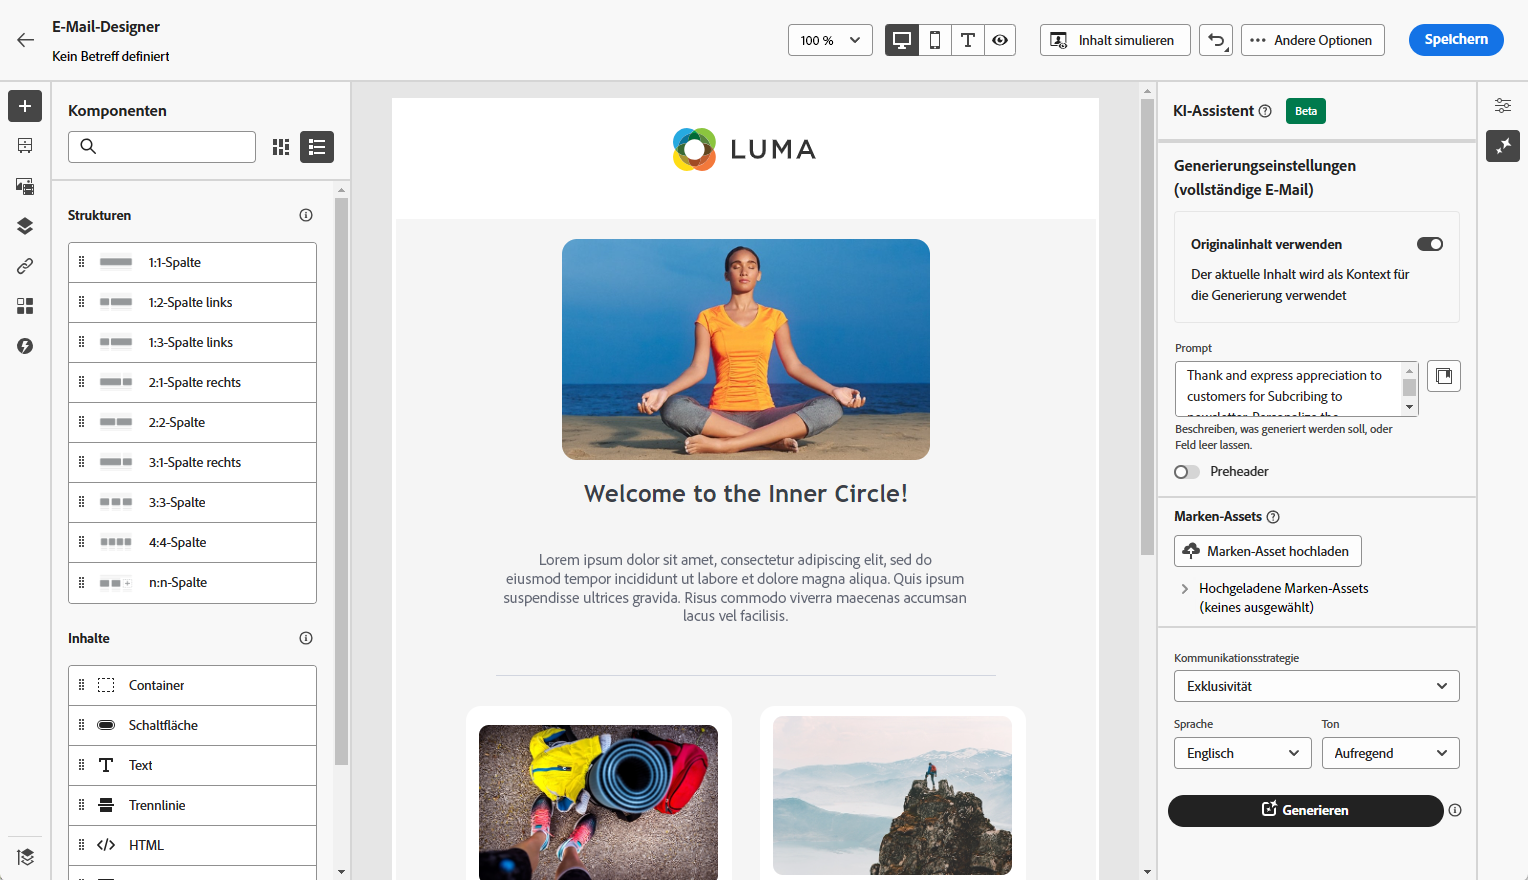 E-Mail-Designer
Kein Betreff definiert
100 %
Inhalt simulieren
Andere Optionen
Speichern
Komponenten
Strukturen
1:1-Spalte
1:2-Spalte links
1:3-Spalte links
2:1-Spalte rechts
2:2-Spalte
3:1-Spalte rechts
3:3-Spalte
4:4-Spalte
n:n-Spalte
Inhalte
Container
Schaltfläche
Text
Trennlinie
HTML
LUMA
Welcome to the Inner Circle!
Lorem ipsum dolor sit amet, consectetur adipiscing elit, sed do
eiusmod tempor incididunt ut labore et dolore magna aliqua. Quis ipsum
suspendisse ultrices gravida. Risus commodo viverra maecenas accumsan
lacus vel facilisis.
KI-Assistent
Beta
Generierungseinstellungen
(vollständige E-Mail)
Originalinhalt verwenden
Der aktuelle Inhalt wird als Kontext für
die Generierung verwendet
Prompt
Thank and express appreciation to
customers for Subcribing to
newsletter. Personalize the
Beschreiben, was generiert werden soll, oder
Feld leer lassen.
Preheader
Marken-Assets
Marken-Asset hochladen
Hochgeladene Marken-Assets
(keines ausgewählt)
Kommunikationsstrategie
Exklusivität
Sprache
Ton
Englisch
Aufregend
Generieren